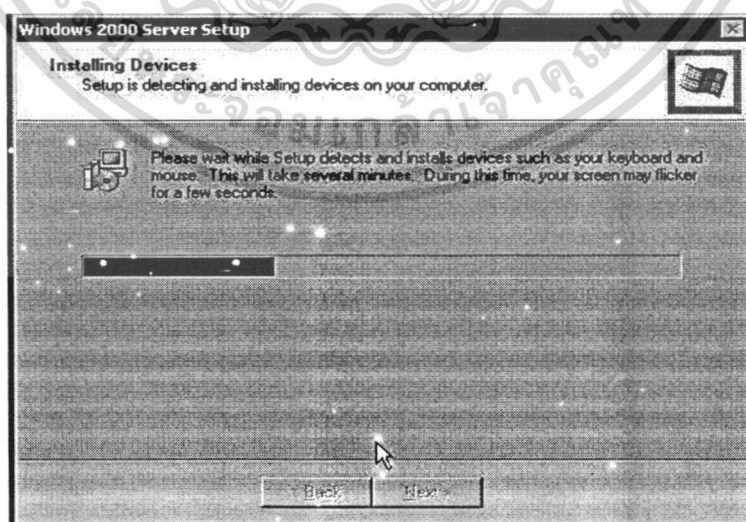 Windows 2000 Server Setup
Installing Devices
Setup is detecting and installing devices on your computer.
Please wait while Setup detects and installs devices such as your keyboard and
mouse. This will take several minutes. During this time, your screen may flicker
for a few seconds.
< Back
Next >